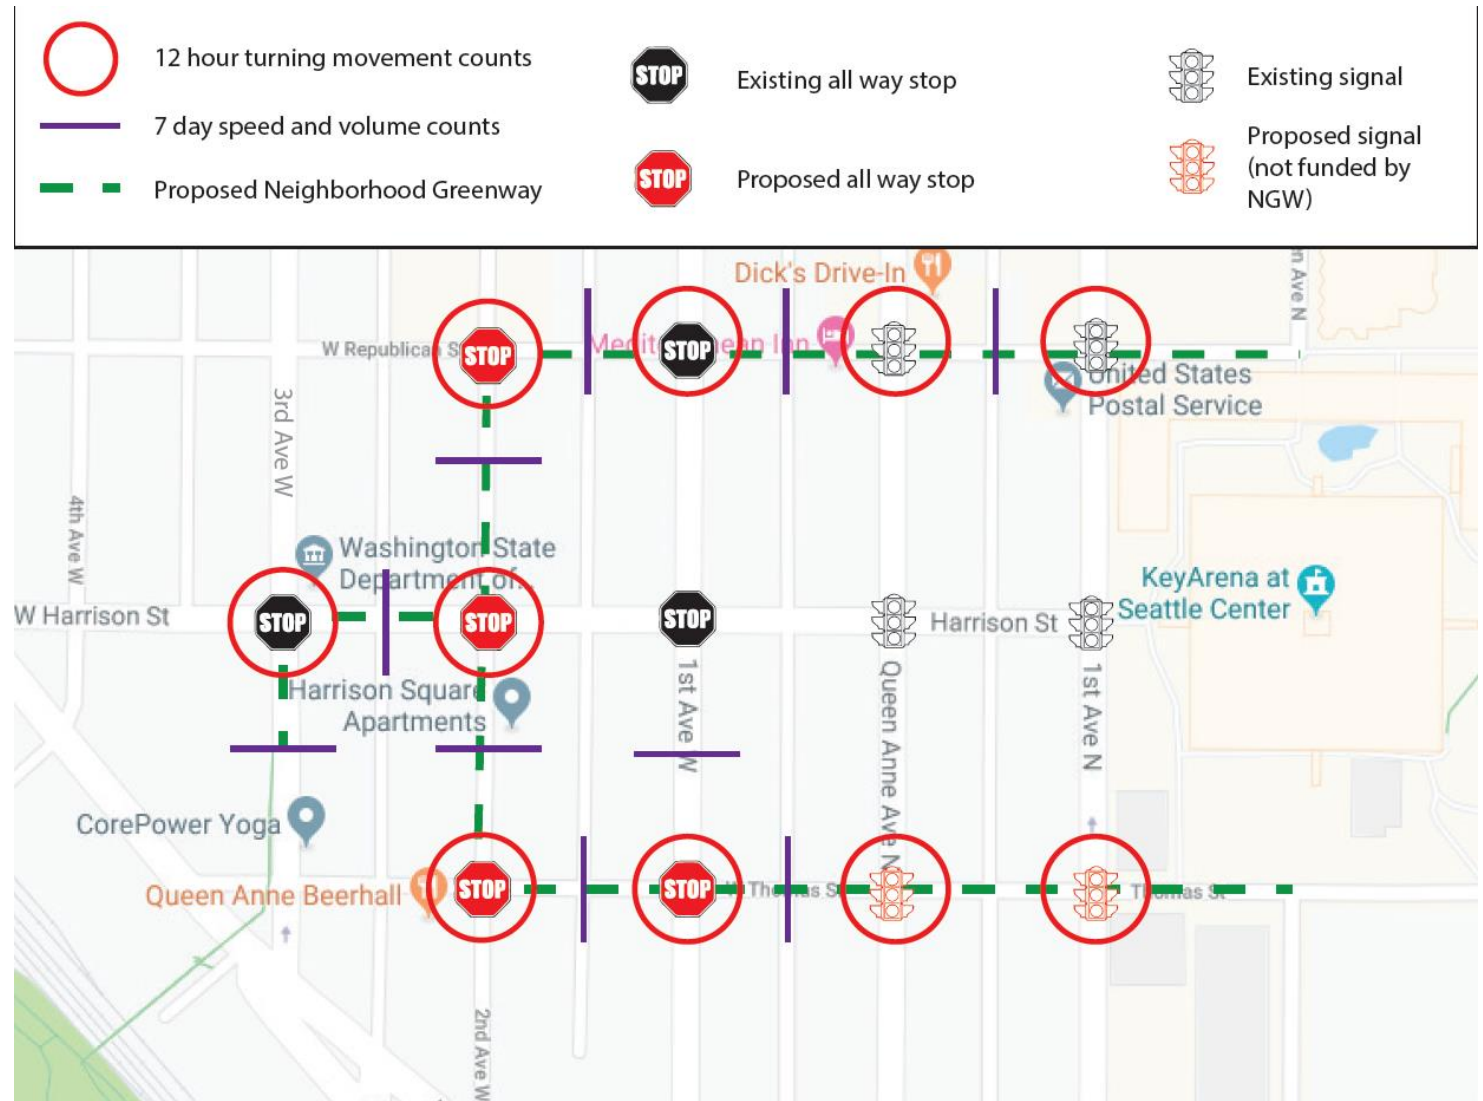 12 hour turning movement counts
7 day speed and volume counts
Proposed Neighborhood Greenway
STOP
Existing all way stop
STOP
Proposed all way stop
Existing signal
Proposed signal
(not funded by
NGW)
Dick's Drive-In
n Ave N
W Republican S
STOP
STOP
United States
Postal Service
3rd Ave W
4th Ave W
Washington State
Department of...
KeyArena at
Seattle Center
W Harrison St
STOP
STOP
STOP
Harrison St
Harrison Square
Apartments
1st Ave W
Queen Anne Ave N
1st Ave N
CorePower Yoga
Queen Anne Beerhall
STOP
STOP
Thomas St
2nd Ave W